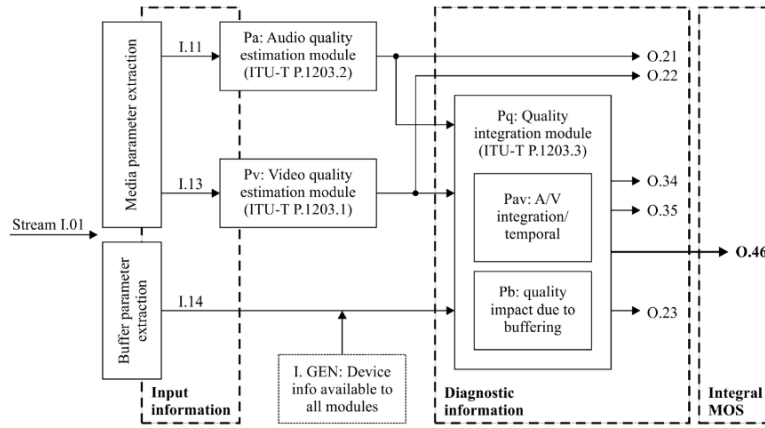 Stream I.01
Media parameter extraction
Buffer parameter
extraction
I.11
I.13
I.14
Pa: Audio quality
estimation module
(ITU-T P.1203.2)
Pv: Video quality
estimation module
(ITU-T P.1203.1)
I. GEN: Device
info available to
all modules
Input
information
Pq: Quality
integration module
(ITU-T P.1203.3)
Pav: A/V
integration/
temporal
Pb: quality
impact due to
buffering
Diagnostic
information
O.21
O.22
O.34
O.35
O.46
O.23
Integral
MOS